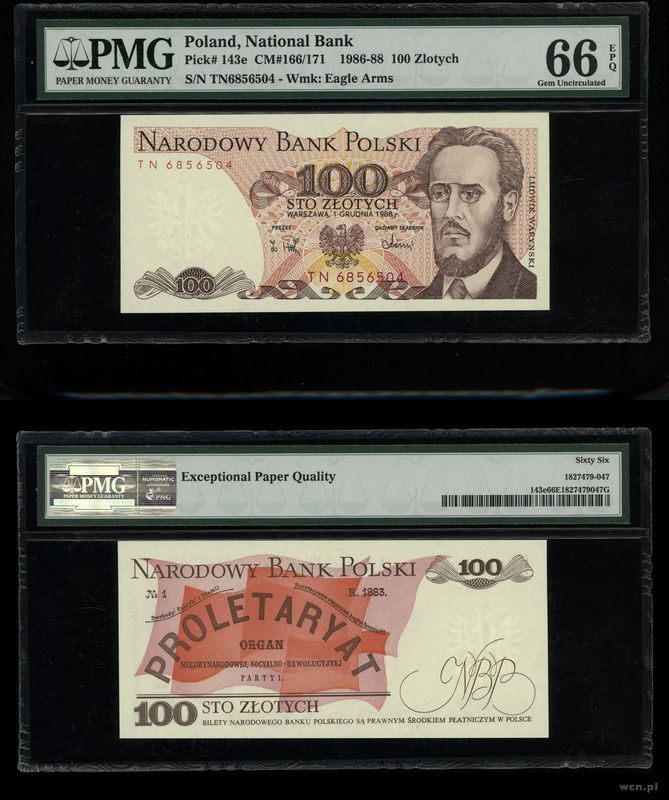 PMG
PAPER MONEY GUARANTY
Poland, National Bank
Pick# 143e CM#166/171 1986-88 100 Zlotych
S/N TN6856504 - Wmk: Eagle Arms
66 EPQ
Gem Uncirculated
NARODOWY BANK POLSKI
TN 6856504
100
STO ZŁOTYCH
WARSZAWA, 1 GRUDNIA 1988 r.
PREZES
GŁÓWNY SKARBNIK
TN 6856504
100
LUDWIK WARYŃSKI
PMG
PAPER MONEY GUARANTY
NUMISMATIC
PNG
Exceptional Paper Quality
Sixty Six
1827479-047
143e66E1827479047G
NARODOWY BANK POLSKI
100
№ 1
R. 1883.
Swobody! Fabryki i Ziemi!
PROLETARYAT
ORGAN
MIĘDZYNARODOWEJ, SOCYALNO-REWOLUCYJNEJ
PARTYI,
NBP
100 STO ZŁOTYCH
BILETY NARODOWEGO BANKU POLSKIEGO SĄ PRAWNYM ŚRODKIEM PŁATNICZYM W POLSCE
wcn.pl